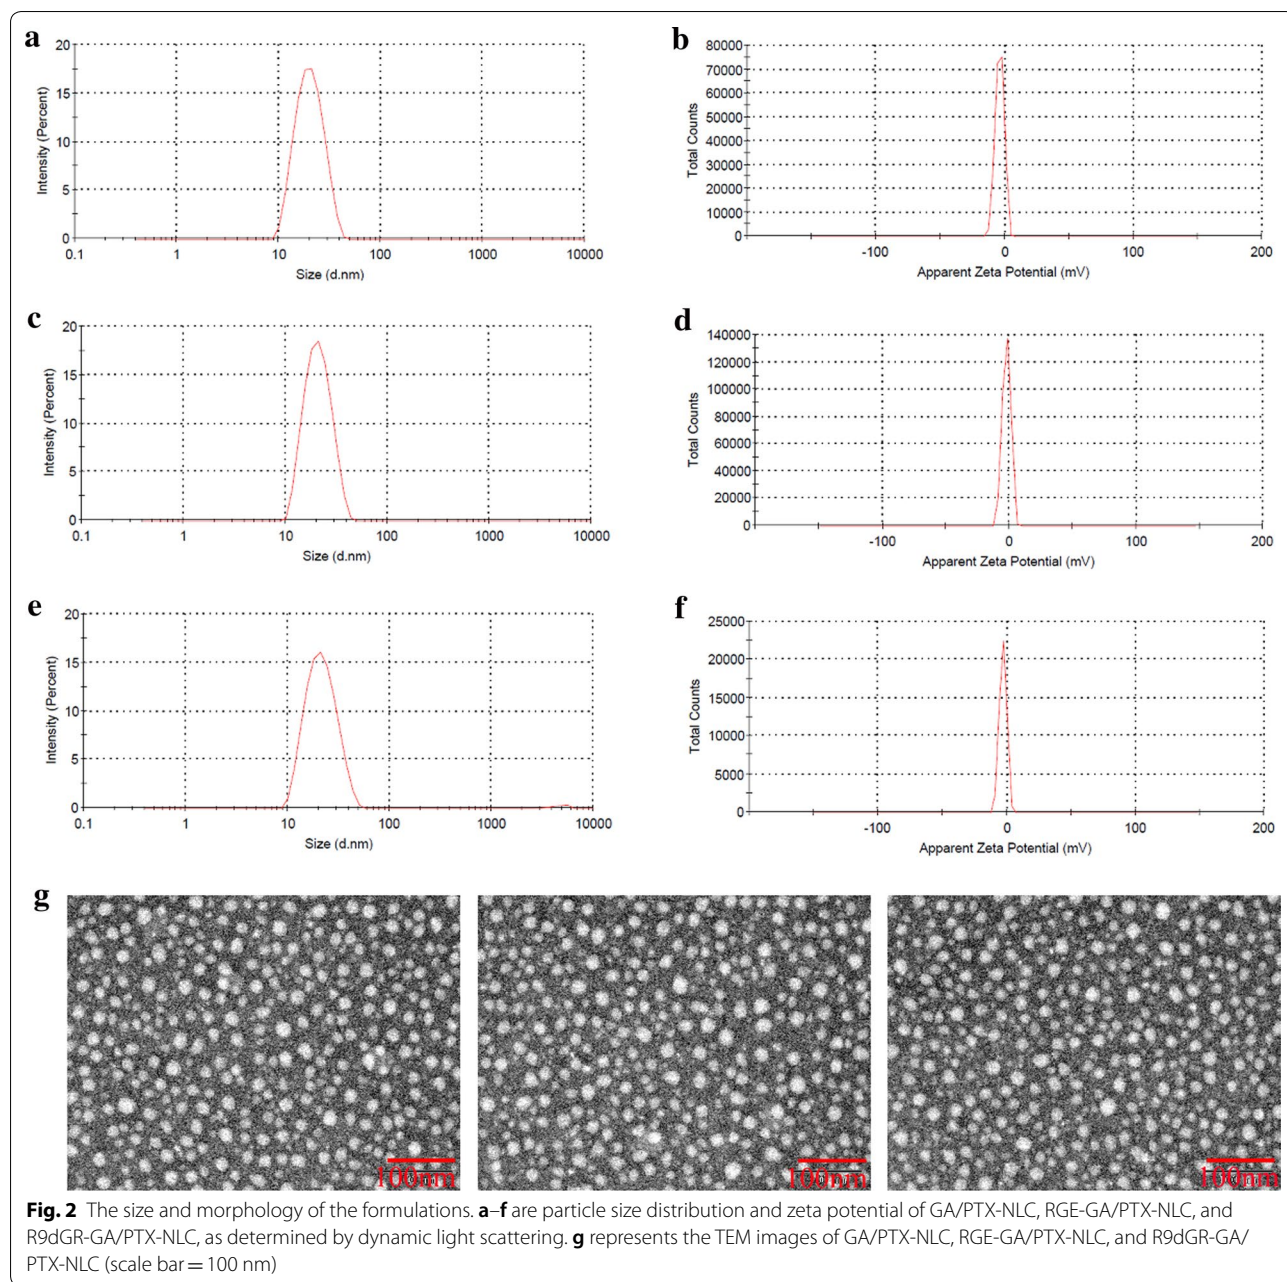 a
20
15
10
5
0
Intensity (Percent)
0.1 1 10 100 1000 10000
Size (d.nm)
b
80000
70000
60000
50000
40000
30000
20000
10000
0
Total Counts
-100 0 100 200
Apparent Zeta Potential (mV)
c
20
15
10
5
0
Intensity (Percent)
0.1 1 10 100 1000 10000
Size (d.nm)
d
140000
120000
100000
80000
60000
40000
20000
0
Total Counts
-100 0 100 200
Apparent Zeta Potential (mV)
e
20
15
10
5
0
Intensity (Percent)
0.1 1 10 100 1000 10000
Size (d.nm)
f
25000
20000
15000
10000
5000
0
Total Counts
-100 0 100 200
Apparent Zeta Potential (mV)
g
100nm
100nm
100nm
Fig. 2 The size and morphology of the formulations. a–f are particle size distribution and zeta potential of GA/PTX-NLC, RGE-GA/PTX-NLC, and
R9dGR-GA/PTX-NLC, as determined by dynamic light scattering. g represents the TEM images of GA/PTX-NLC, RGE-GA/PTX-NLC, and R9dGR-GA/
PTX-NLC (scale bar = 100 nm)